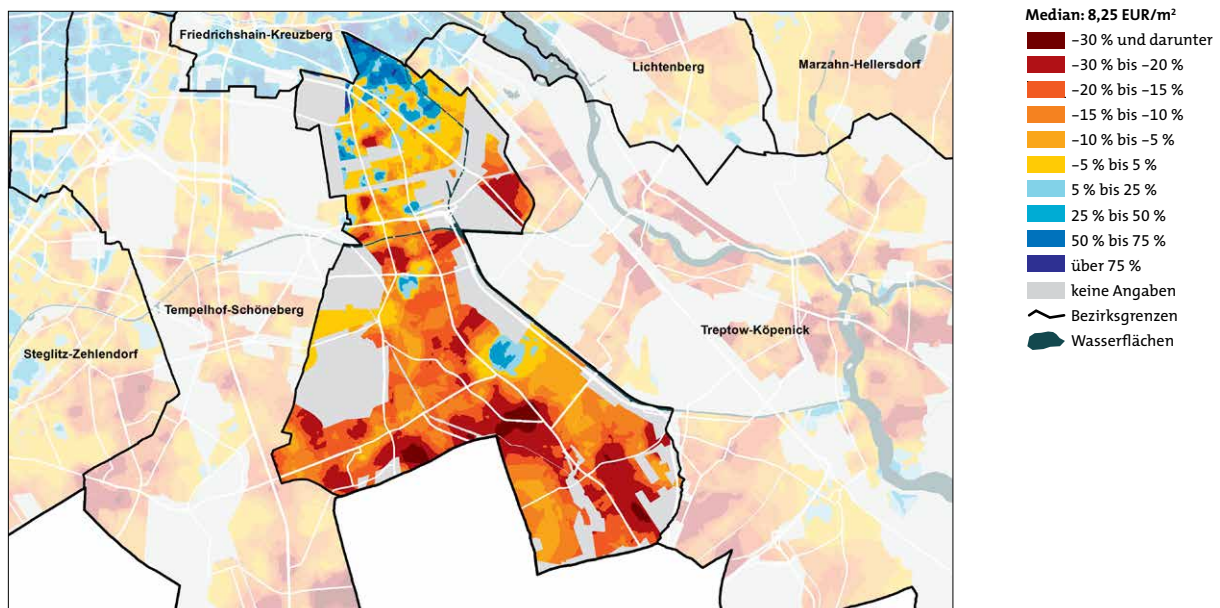 Friedrichshain-Kreuzberg
Lichtenberg
Marzahn-Hellersdorf
Tempelhof-Schöneberg
Treptow-Köpenick
Steglitz-Zehlendorf
Median: 8,25 EUR/m²
–30 % und darunter
–30 % bis –20 %
–20 % bis –15 %
–15 % bis –10 %
–10 % bis –5 %
–5 % bis 5 %
5 % bis 25 %
25 % bis 50 %
50 % bis 75 %
über 75 %
keine Angaben
Bezirksgrenzen
Wasserflächen